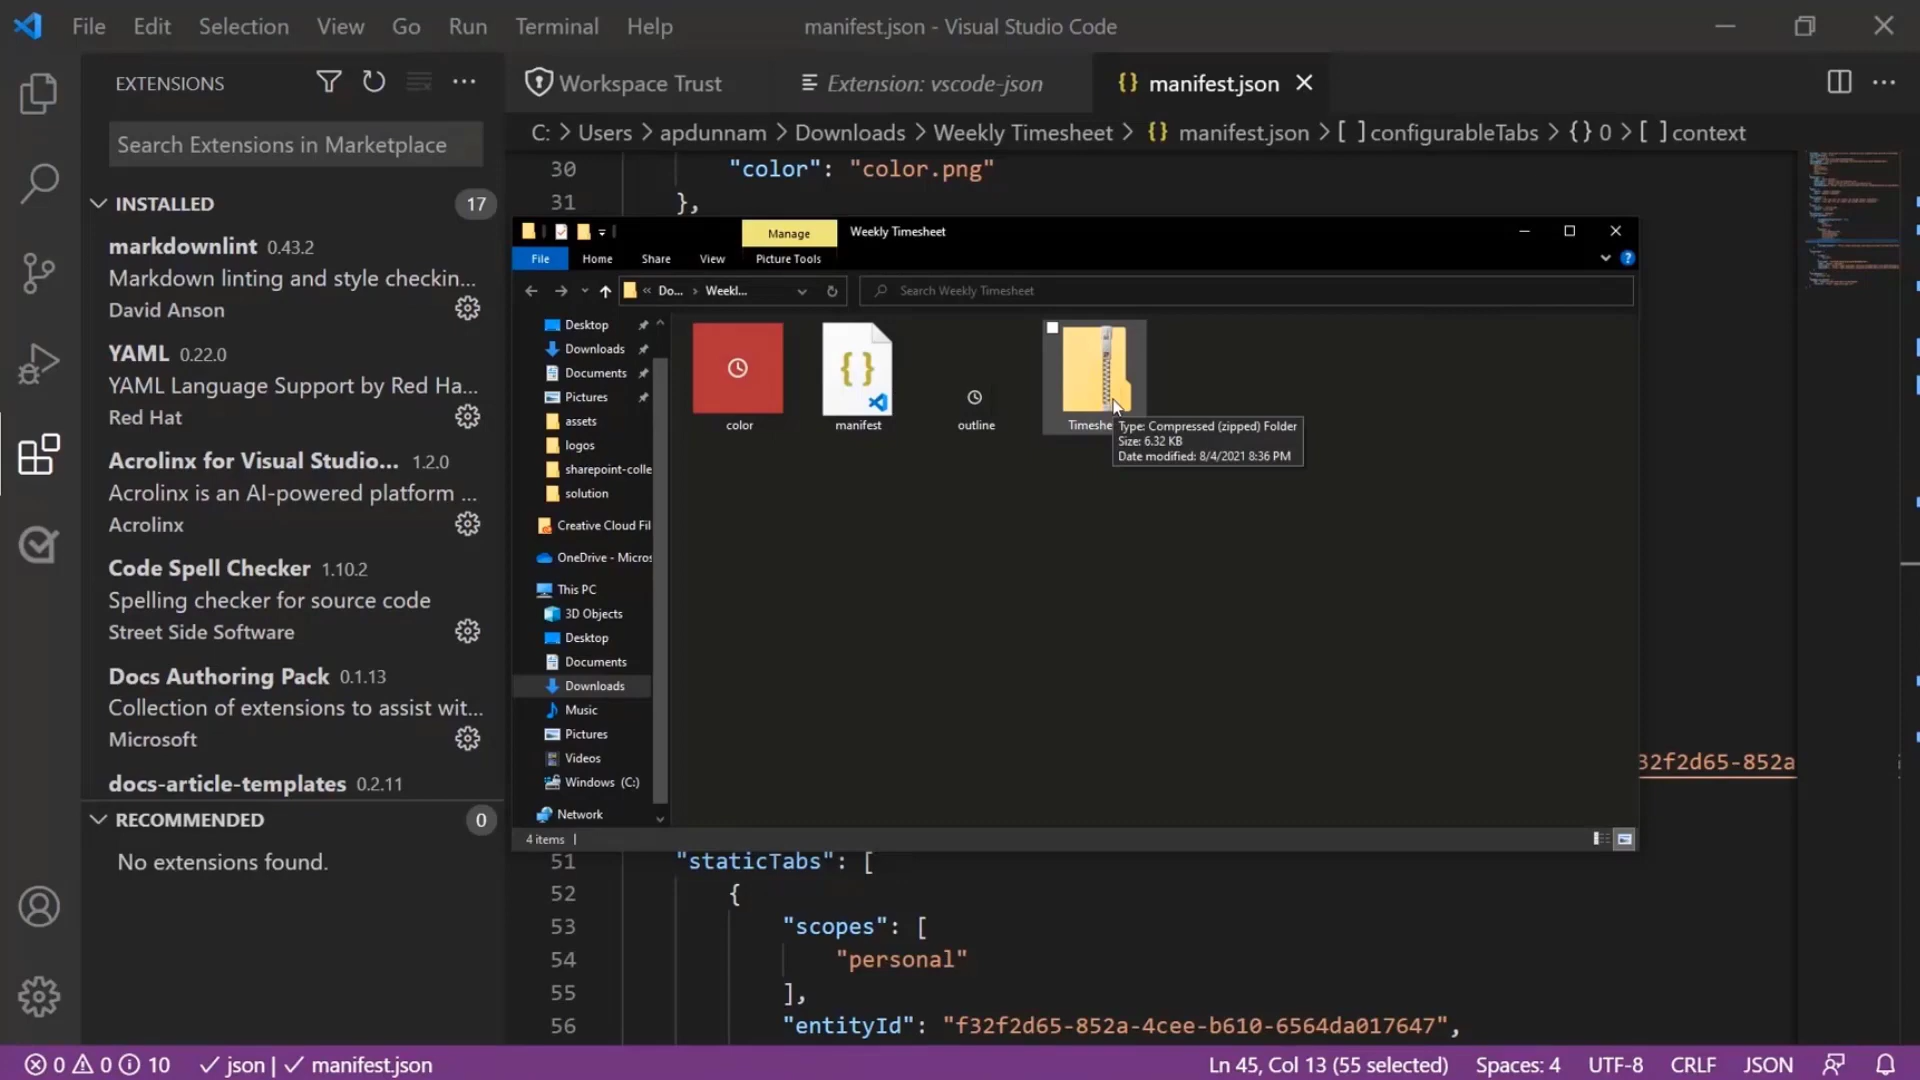 File Edit Selection View Go Run Terminal Help
manifest.json - Visual Studio Code
EXTENSIONS
Search Extensions in Marketplace
INSTALLED 17
markdownlint 0.43.2
Markdown linting and style checkin...
David Anson
YAML 0.22.0
YAML Language Support by Red Ha...
Red Hat
Acrolinx for Visual Studio... 1.2.0
Acrolinx is an AI-powered platform ...
Acrolinx
Code Spell Checker 1.10.2
Spelling checker for source code
Street Side Software
Docs Authoring Pack 0.1.13
Collection of extensions to assist wit...
Microsoft
docs-article-templates 0.2.11
RECOMMENDED 0
No extensions found.
Workspace Trust
Extension: vscode-json
{} manifest.json
C: > Users > apdunnam > Downloads > Weekly Timesheet > {} manifest.json > [ ] configurableTabs > {} 0 > [ ] context
30 "color": "color.png"
31 },
Manage
Weekly Timesheet
File Home Share View Picture Tools
« Do... > Weekl...
Search Weekly Timesheet
Desktop
Downloads
Documents
Pictures
assets
logos
sharepoint-colle
solution
Creative Cloud Fil
OneDrive - Micros
This PC
3D Objects
Desktop
Documents
Downloads
Music
Pictures
Videos
Windows (C:)
Network
color
manifest
outline
Timeshe
Type: Compressed (zipped) Folder
Size: 6.32 KB
Date modified: 8/4/2021 8:36 PM
4 items
32f2d65-852a
51 "staticTabs": [
52 {
53 "scopes": [
54 "personal"
55 ],
56 "entityId": "f32f2d65-852a-4cee-b610-6564da017647",
0 0 10 json | manifest.json
Ln 45, Col 13 (55 selected) Spaces: 4 UTF-8 CRLF JSON